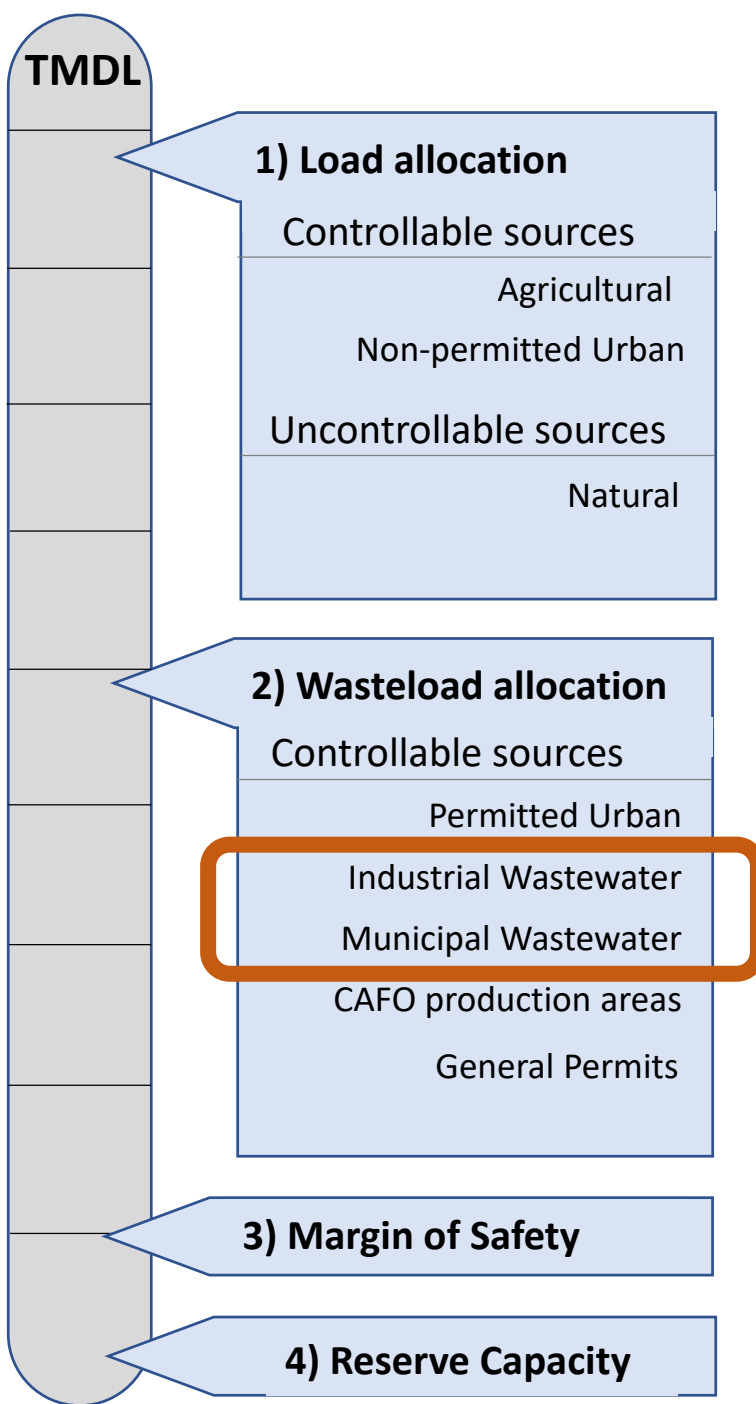 TMDL
1) Load allocation
Controllable sources
Agricultural
Non-permitted Urban
Uncontrollable sources
Natural
2) Wasteload allocation
Controllable sources
Permitted Urban
Industrial Wastewater
Municipal Wastewater
CAFO production areas
General Permits
3) Margin of Safety
4) Reserve Capacity